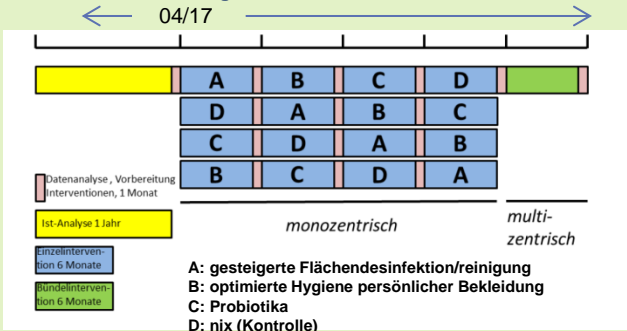 04/17
A B C D
D A B C
C D A B
B C D A
Datenanalyse , Vorbereitung
Interventionen, 1 Monat
Ist-Analyse 1 Jahr
monozentrisch
multi-
zentrisch
Einzelinterven-
tion 6 Monate
Bündelinterven-
tion 6 Monate
A: gesteigerte Flächendesinfektion/reinigung
B: optimierte Hygiene persönlicher Bekleidung
C: Probiotika
D: nix (Kontrolle)